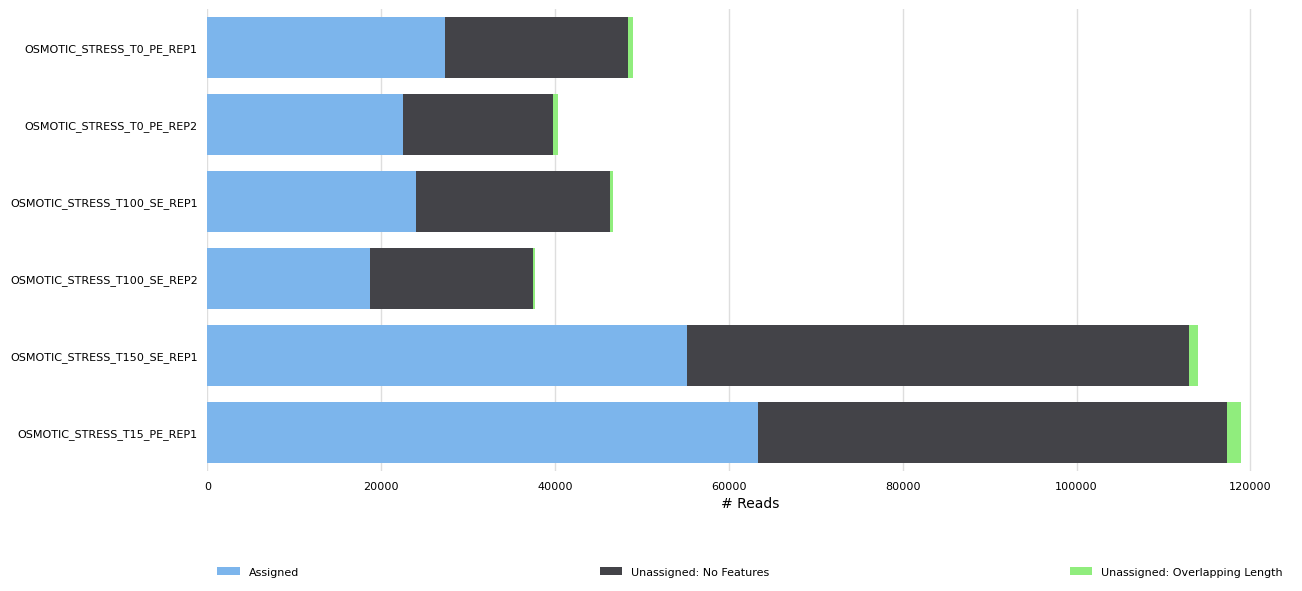 OSMOTIC_STRESS_T0_PE_REP1
OSMOTIC_STRESS_T0_PE_REP2
OSMOTIC_STRESS_T100_SE_REP1
OSMOTIC_STRESS_T100_SE_REP2
OSMOTIC_STRESS_T150_SE_REP1
OSMOTIC_STRESS_T15_PE_REP1
0 20000 40000 60000 80000 100000 120000
# Reads
Assigned Unassigned: No Features Unassigned: Overlapping Length